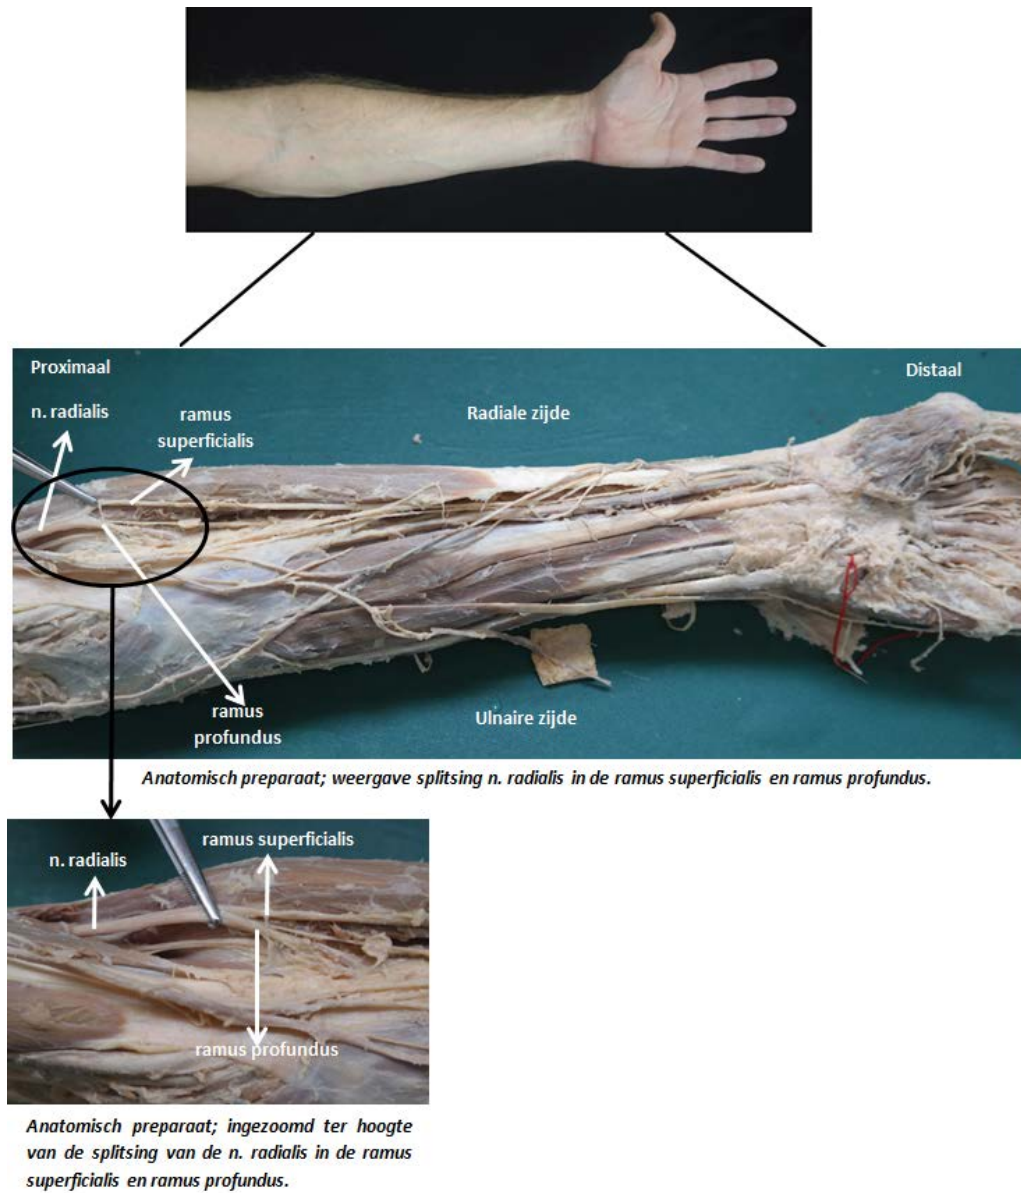 Proximaal
Distaal
n. radialis
ramus
superficialis
Radiale zijde
ramus
profundus
Ulnaire zijde
Anatomisch preparaat; weergave splitsing n. radialis in de ramus superficialis en ramus profundus.
ramus superficialis
n. radialis
ramus profundus
Anatomisch preparaat; ingezoomd ter hoogte
van de splitsing van de n. radialis in de ramus
superficialis en ramus profundus.